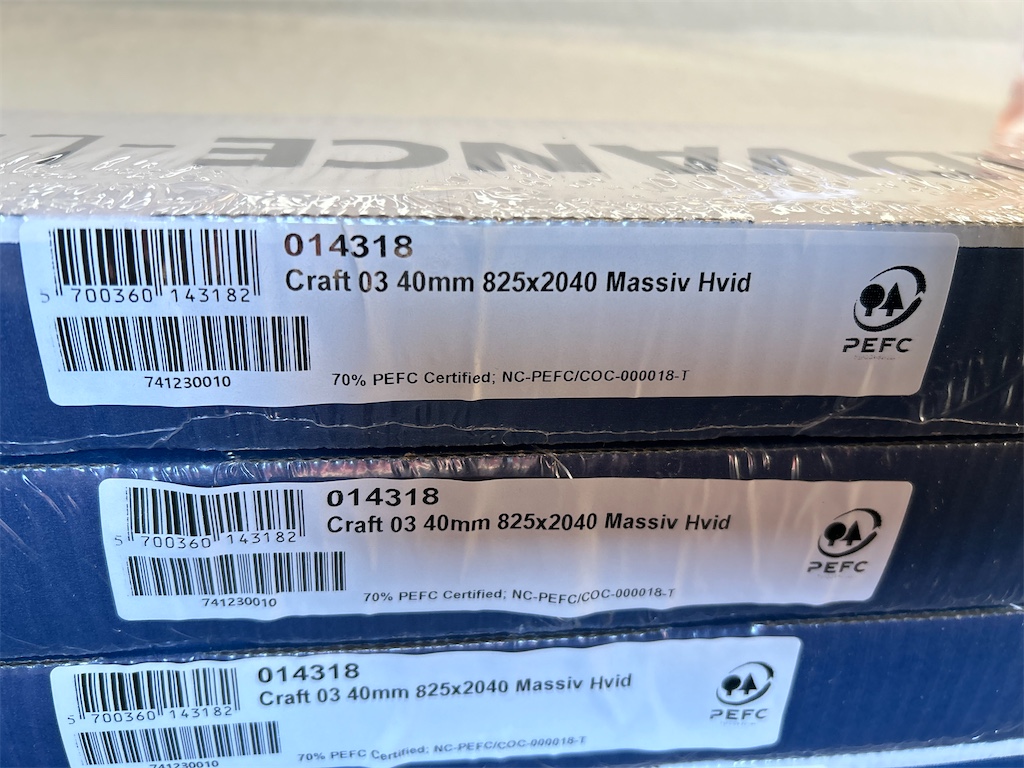 DVANCE-L
014318
Craft 03 40mm 825x2040 Massiv Hvid
5 700360 143182
741230010
70% PEFC Certified; NC-PEFC/COC-000018-T
PEFC
014318
Craft 03 40mm 825x2040 Massiv Hvid
5 700360 143182
741230010
70% PEFC Certified; NC-PEFC/COC-000018-T
PEFC
014318
Craft 03 40mm 825x2040 Massiv Hvid
5 700360 143182
741230010
70% PEFC Certified; NC-PEFC/COC-000018-T
PEFC